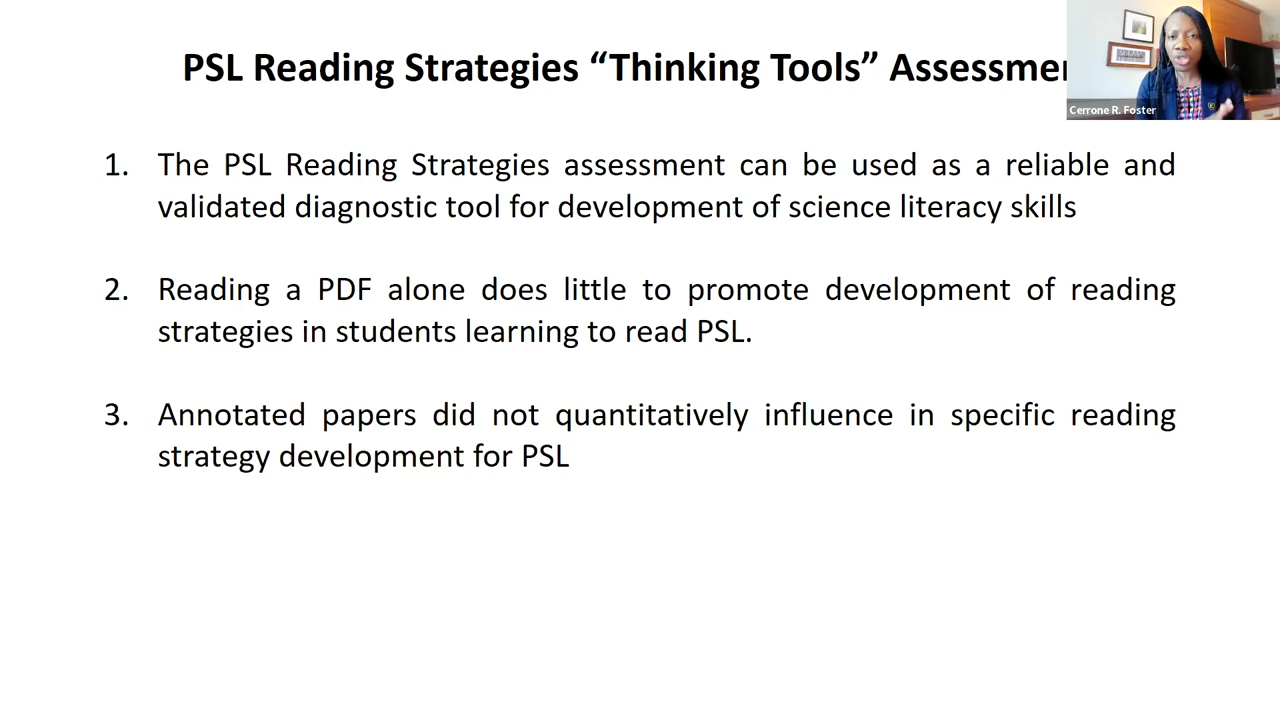 PSL Reading Strategies “Thinking Tools” Assessmen
Cerrone R. Foster
1. The PSL Reading Strategies assessment can be used as a reliable and
validated diagnostic tool for development of science literacy skills
2. Reading a PDF alone does little to promote development of reading
strategies in students learning to read PSL.
3. Annotated papers did not quantitatively influence in specific reading
strategy development for PSL